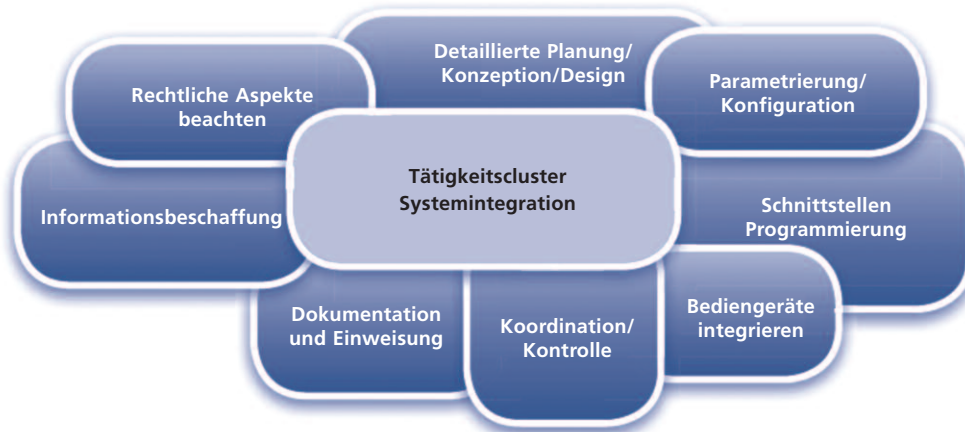 Detaillierte Planung/
Konzeption/Design
Rechtliche Aspekte
beachten
Parametrierung/
Konfiguration
Tätigkeitscluster
Systemintegration
Informationsbeschaffung
Schnittstellen
Programmierung
Dokumentation
und Einweisung
Koordination/
Kontrolle
Bediengeräte
integrieren